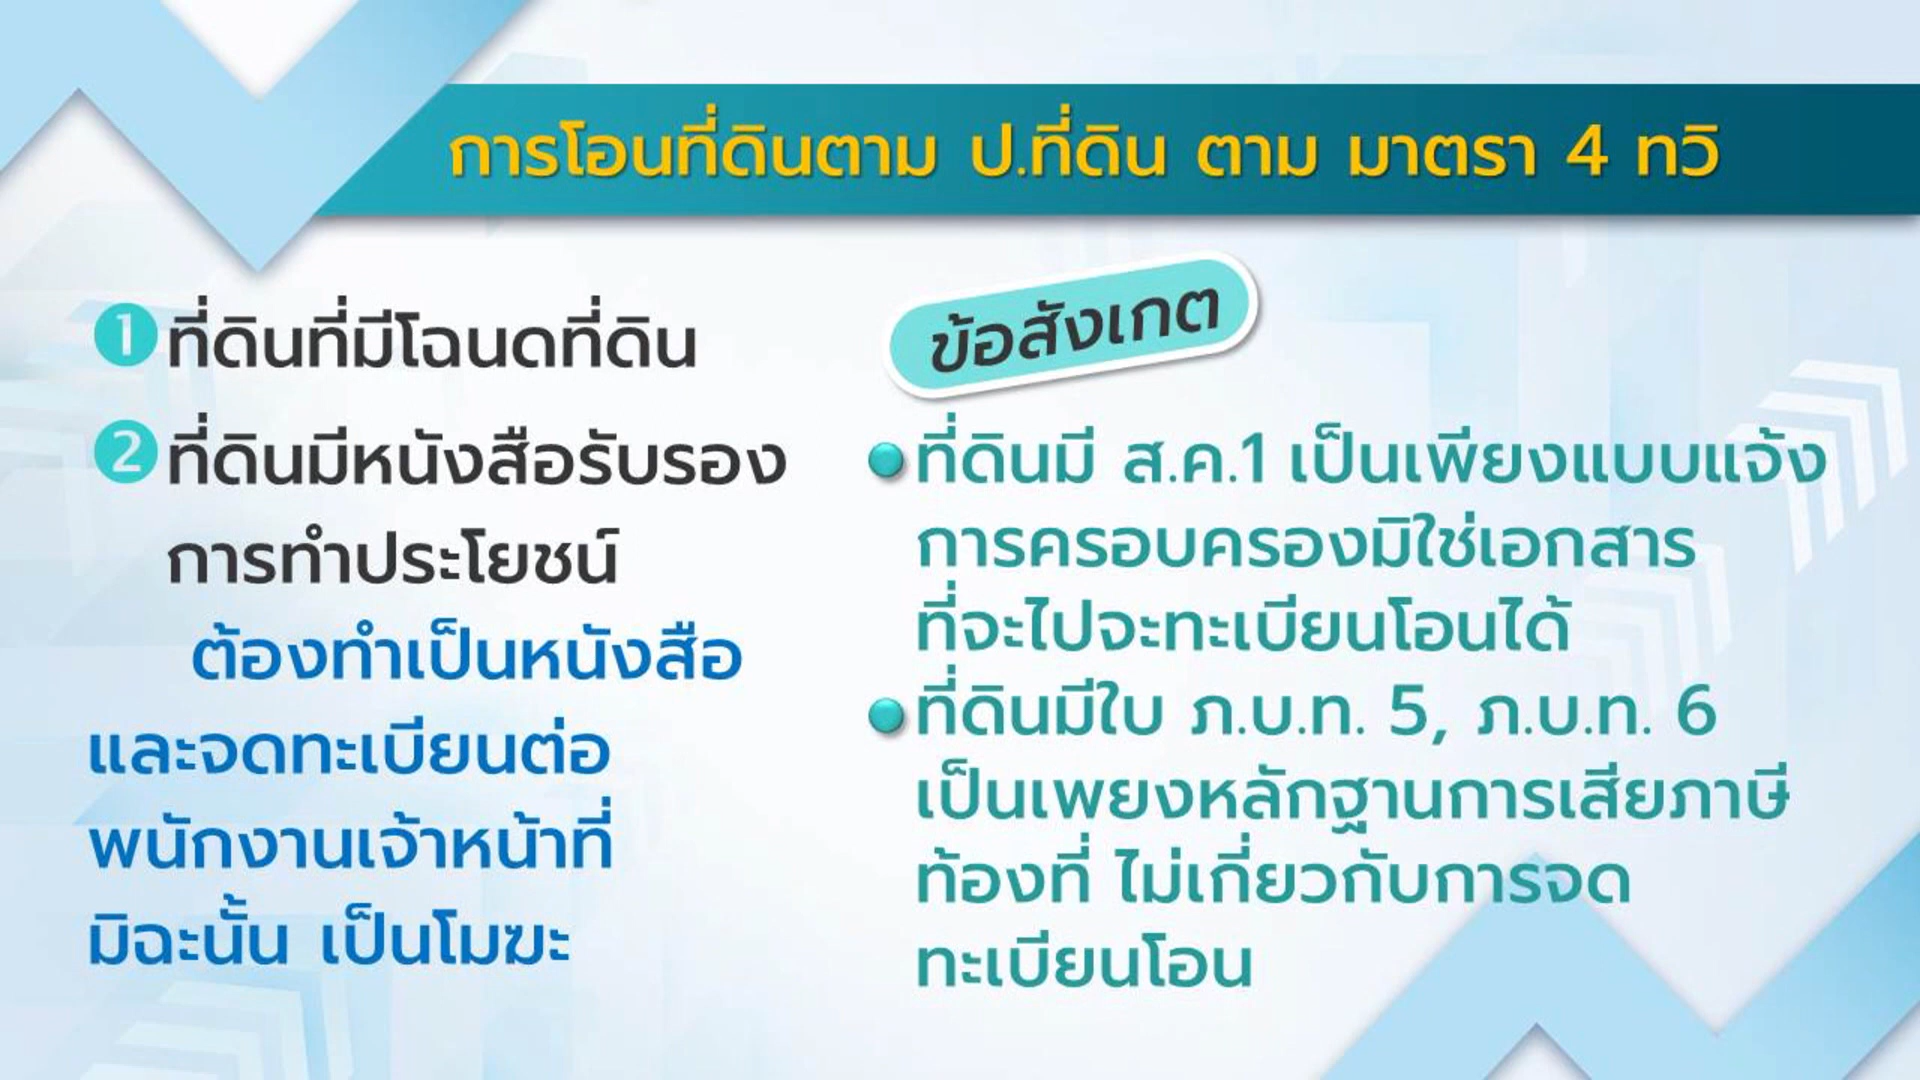 การโอนที่ดินตาม ป.ที่ดิน ตาม มาตรา 4 ทวิ
1 ที่ดินที่มีโฉนดที่ดิน
2 ที่ดินมีหนังสือรับรอง
การทำประโยชน์
ต้องทำเป็นหนังสือ
และจดทะเบียนต่อ
พนักงานเจ้าหน้าที่
มิฉะนั้น เป็นโมฆะ
ข้อสังเกต
ที่ดินมี ส.ค.1 เป็นเพียงแบบแจ้ง
การครอบครองมิใช่เอกสาร
ที่จะไปจะทะเบียนโอนได้
ที่ดินมีใบ ภ.บ.ท. 5, ภ.บ.ท. 6
เป็นเพยงหลักฐานการเสียภาษี
ท้องที่ ไม่เกี่ยวกับการจด
ทะเบียนโอน